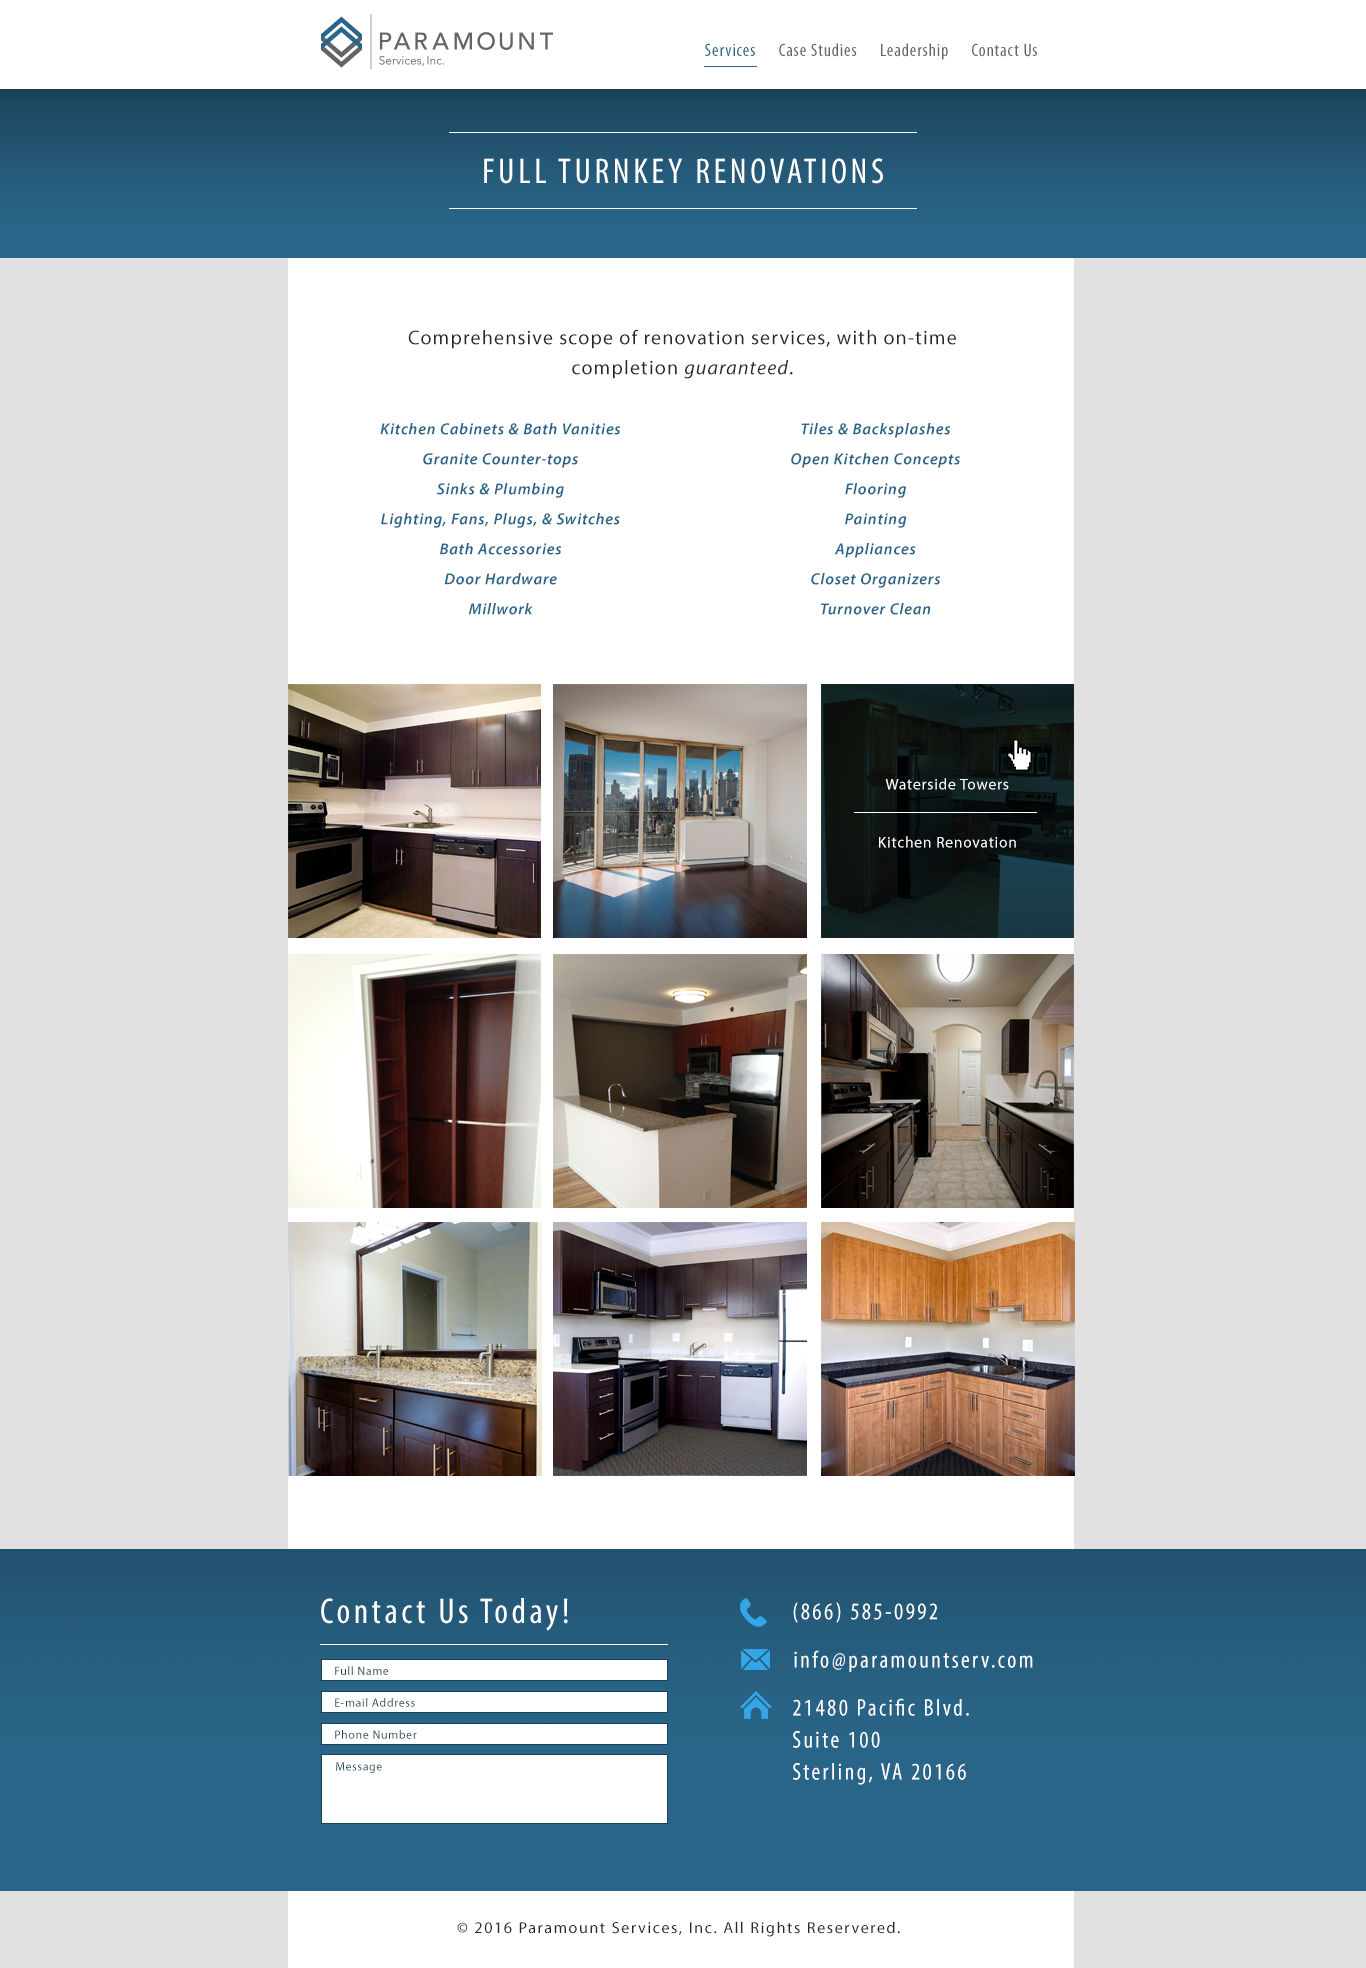 PARAMOUNT
Services, Inc.
Services Case Studies Leadership Contact Us
FULL TURNKEY RENOVATIONS
Comprehensive scope of renovation services, with on-time
completion guaranteed.
Kitchen Cabinets & Bath Vanities
Granite Counter-tops
Sinks & Plumbing
Lighting, Fans, Plugs, & Switches
Bath Accessories
Door Hardware
Millwork
Tiles & Backsplashes
Open Kitchen Concepts
Flooring
Painting
Appliances
Closet Organizers
Turnover Clean
Waterside Towers
Kitchen Renovation
Contact Us Today!
Full Name
E-mail Address
Phone Number
Message
(866) 585-0992
info@paramountserv.com
21480 Pacific Blvd.
Suite 100
Sterling, VA 20166
© 2016 Paramount Services, Inc. All Rights Reservered.